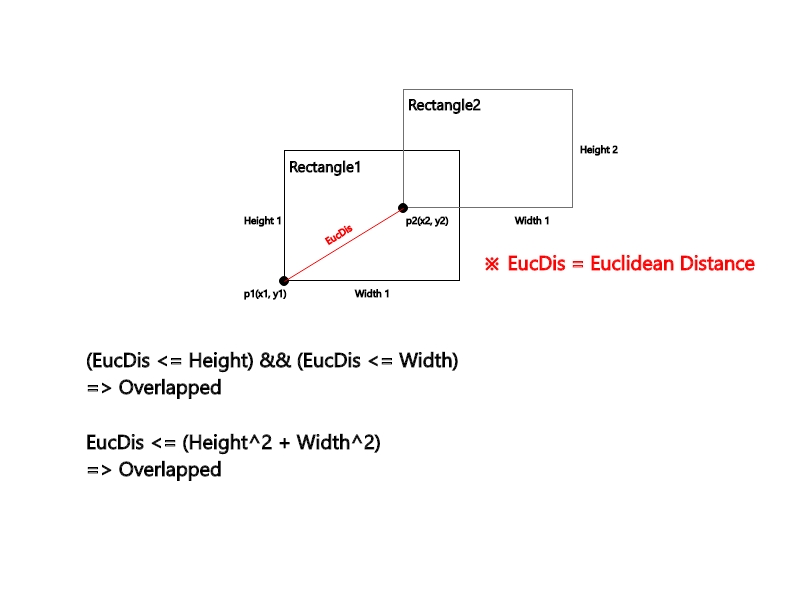 Rectangle2
Height 2
Rectangle1
Height 1
EucDis
p2(x2, y2)
Width 1
※ EucDis = Euclidean Distance
p1(x1, y1)
Width 1
(EucDis <= Height) && (EucDis <= Width)
=> Overlapped
EucDis <= (Height^2 + Width^2)
=> Overlapped